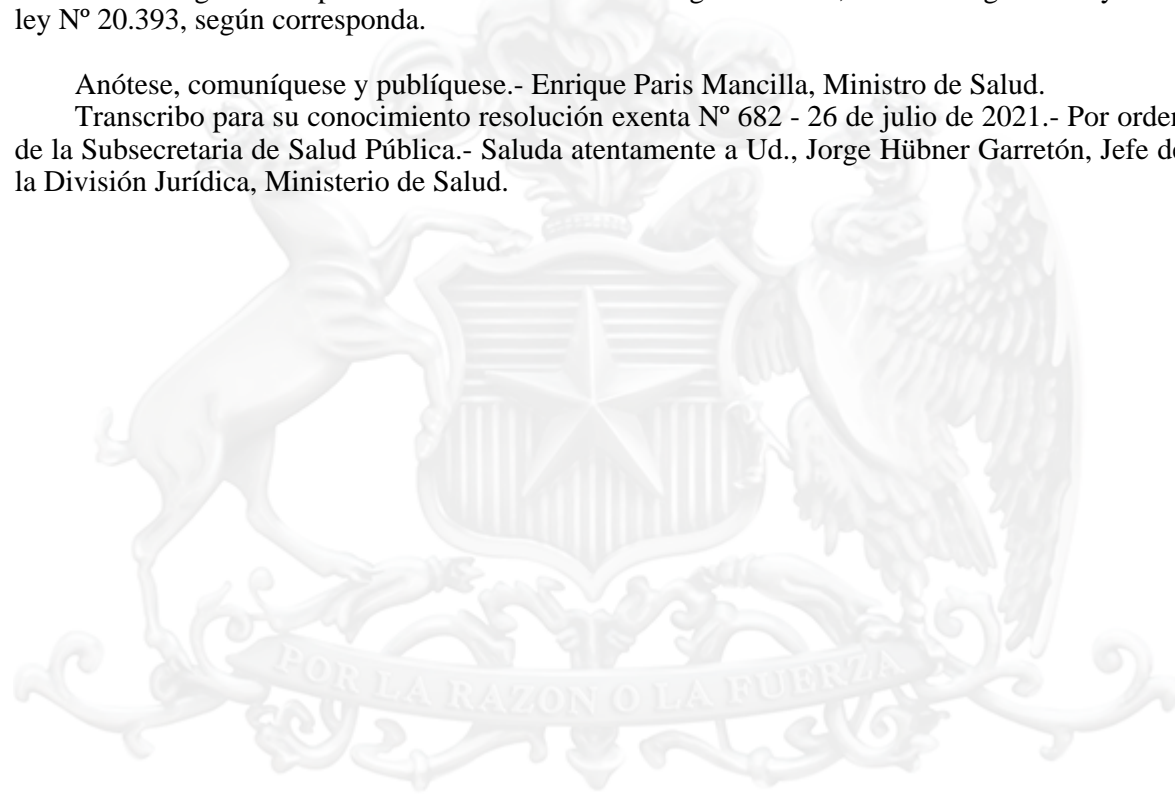 ley Nº 20.393, según corresponda.
Anótese, comuníquese y publíquese.- Enrique Paris Mancilla, Ministro de Salud.
Transcribo para su conocimiento resolución exenta Nº 682 - 26 de julio de 2021.- Por orden
de la Subsecretaria de Salud Pública.- Saluda atentamente a Ud., Jorge Hübner Garretón, Jefe de
la División Jurídica, Ministerio de Salud.
POR LA RAZON O LA FUERZA